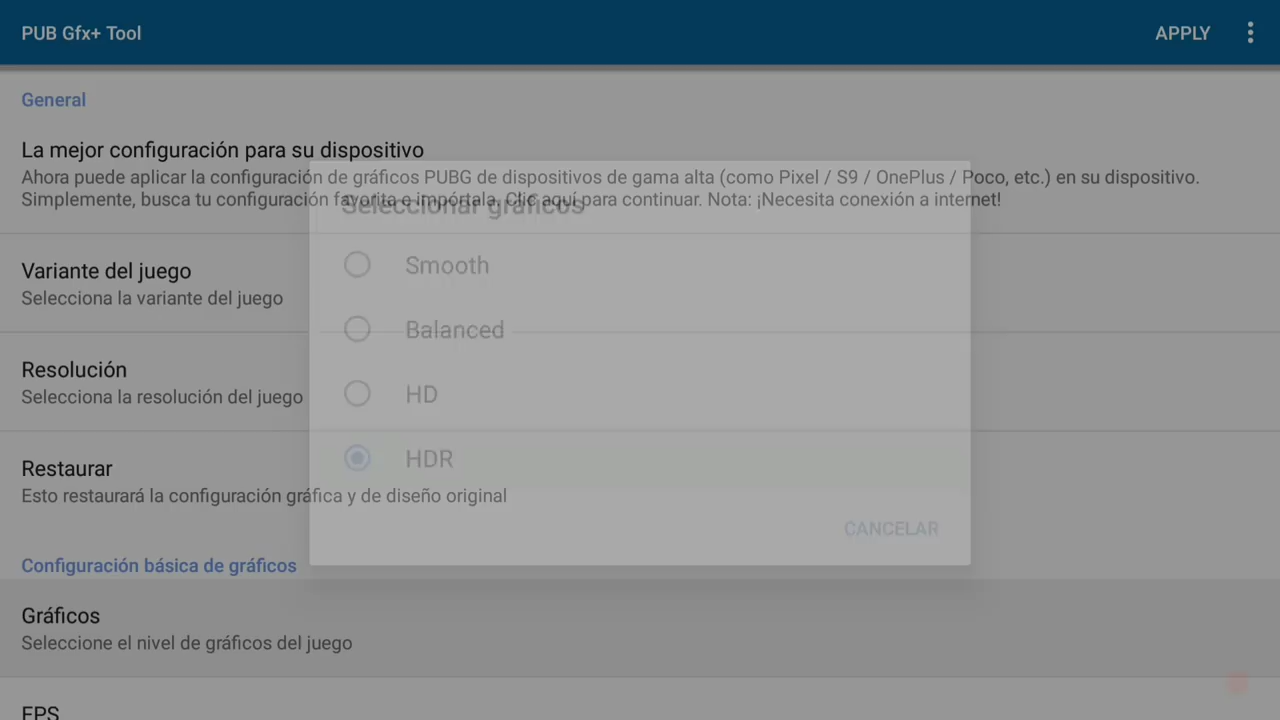 PUB Gfx+ Tool
APPLY
General
La mejor configuración para su dispositivo
Ahora puede aplicar la configuración de gráficos PUBG de dispositivos de gama alta (como Pixel / S9 / OnePlus / Poco, etc.) en su dispositivo.
Simplemente, busca tu configuración favorita e impórtala. Clic aquí para continuar. Nota: ¡Necesita conexión a internet!
Seleccionar gráficos
Smooth
Balanced
HD
HDR
CANCELAR
Variante del juego
Selecciona la variante del juego
Resolución
Selecciona la resolución del juego
Restaurar
Esto restaurará la configuración gráfica y de diseño original
Configuración básica de gráficos
Gráficos
Seleccione el nivel de gráficos del juego
FPS